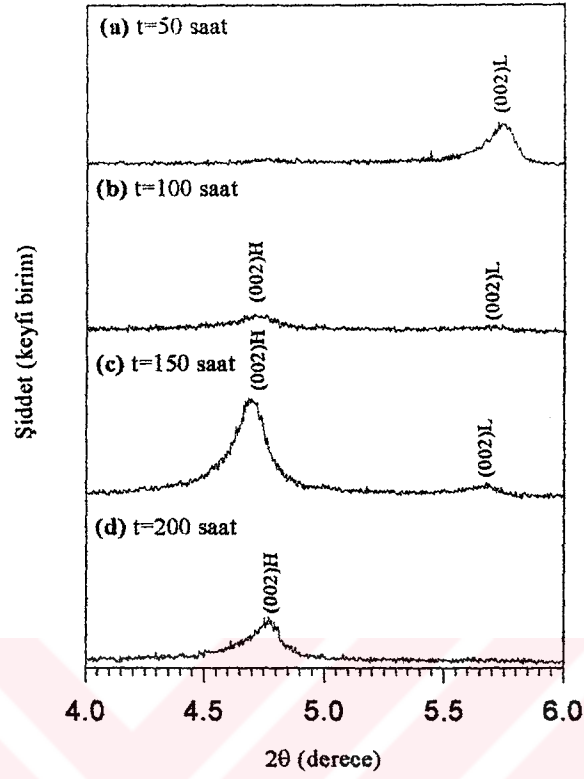 (a) t=50 saat
(002)L
(b) t=100 saat
(002)H
(002)L
(c) t=150 saat
(002)H
(002)L
(d) t=200 saat
(002)H
Şiddet (keyfi birim)
4.0 4.5 5.0 5.5 6.0
2θ (derece)